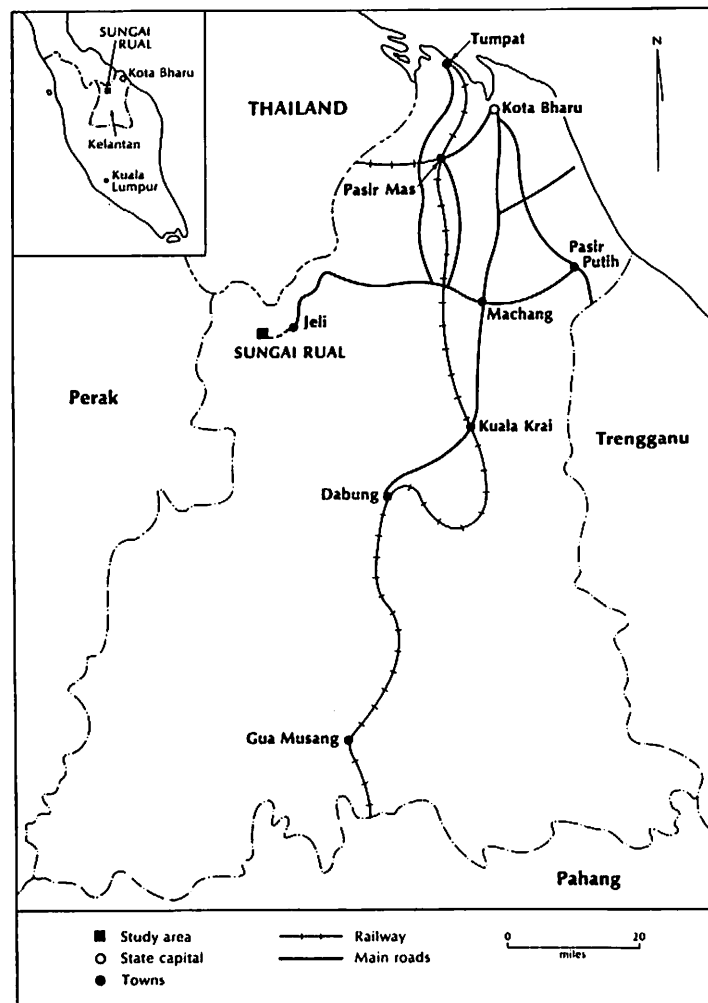 SUNGAI
RUAL
Kota Bharu
Kelantan
Kuala
Lumpur
THAILAND
Tumpat
N
Kota Bharu
Pasir Mas
Pasir
Putih
Machang
Jeli
SUNGAI RUAL
Perak
Kuala Krai
Trengganu
Dabung
Gua Musang
Pahang
Study area
State capital
Towns
Railway
Main roads
0 20
miles